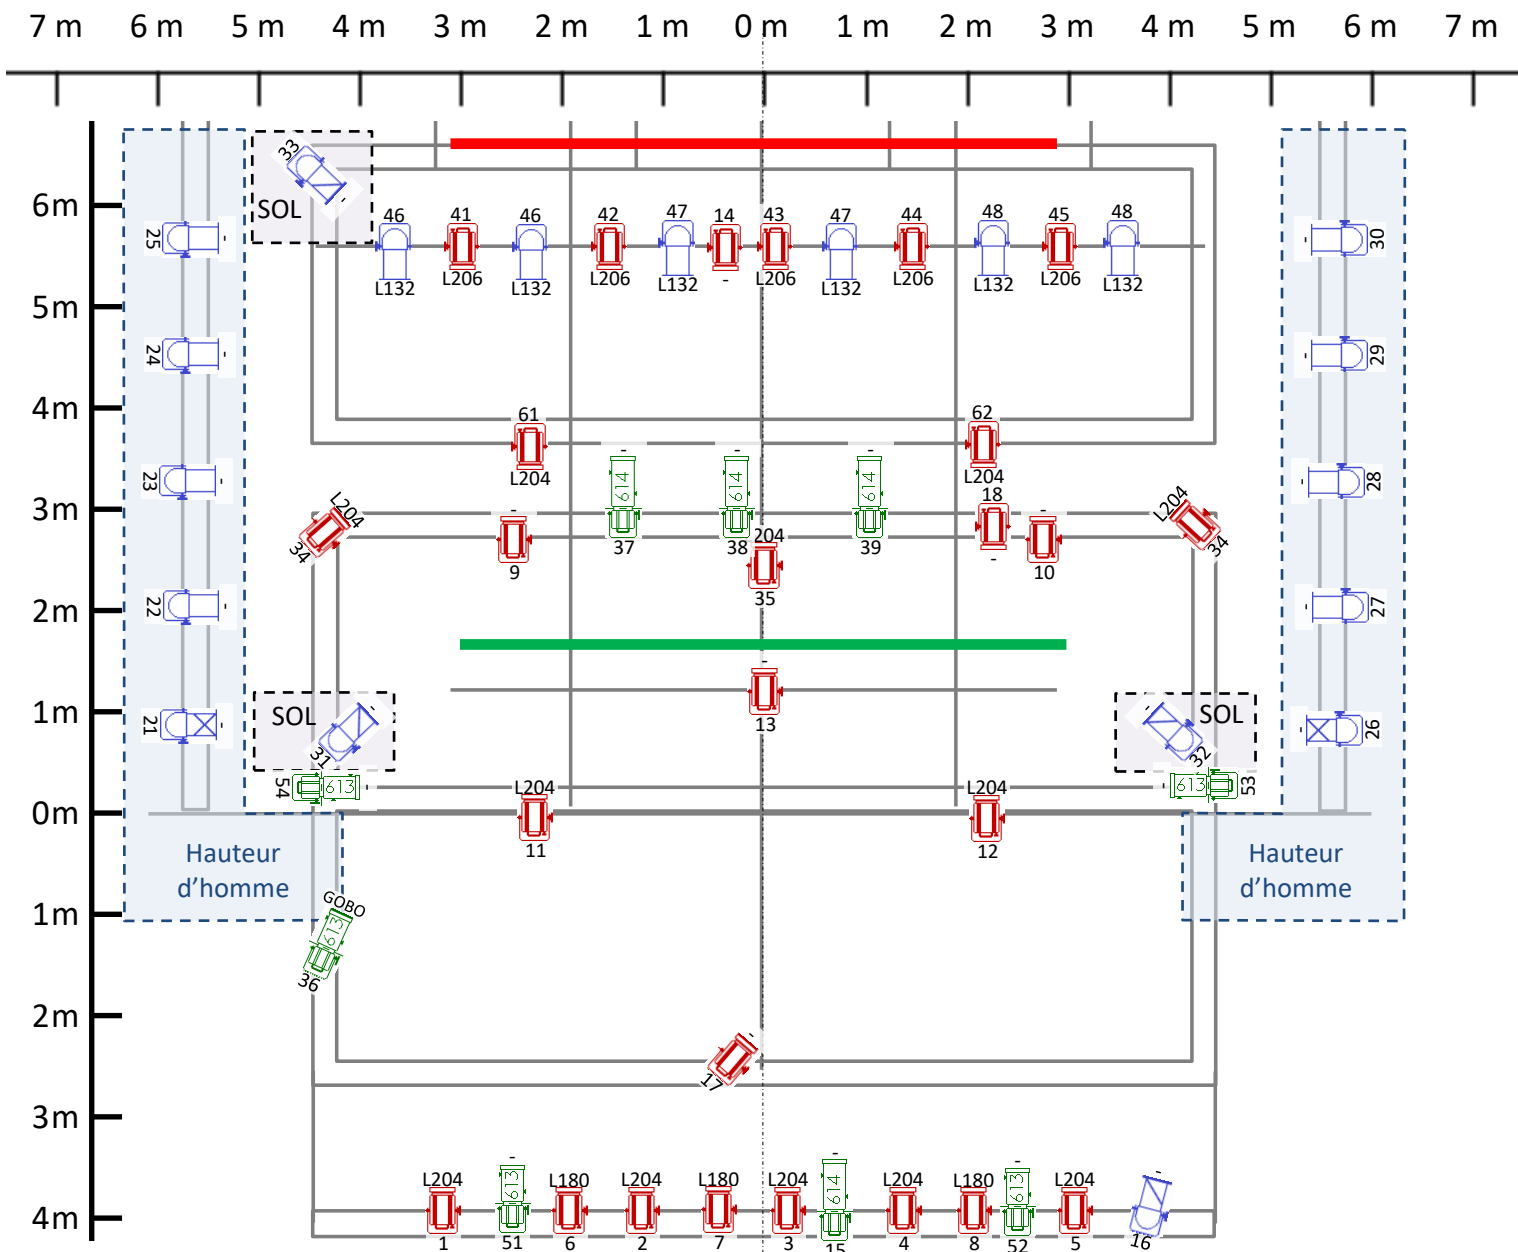 7 m 6 m 5 m 4 m 3 m 2 m 1 m 0 m 1 m 2 m 3 m 4 m 5 m 6 m 7 m
33
SOL
6m
46 41 46 42 47 14 43 47 44 48 45 48
25
30
L132 L206 L132 L206 L132 - L206 L132 L206 L132 L206 L132
5m
24
29
4m
61 62
L204 L204
23
28
614 614 614
3m
L204 - 18 - L204
34 9 37 38 39 - 10 34
204
35
2m
22
27
-
13
1m
SOL SOL
21
26
31 32
54 613 - - 613 53
0m
L204 L204
11 12
Hauteur
d’homme
Hauteur
d’homme
1m
GOBO
613
36
2m
-
17
3m
L204 - L180 L204 L180 L204 - L204 L180 - L204 -
613 614 613
4m
1 51 6 2 7 3 15 4 8 52 5 16